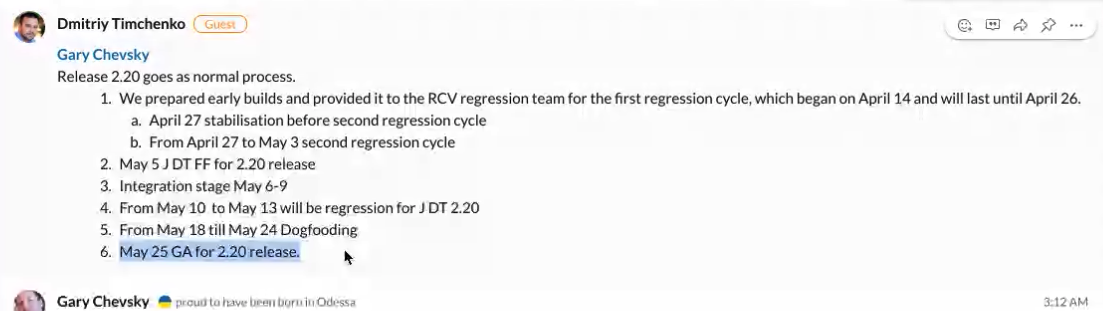 Dmitriy Timchenko Guest
Gary Chevsky
Release 2.20 goes as normal process.
1. We prepared early builds and provided it to the RCV regression team for the first regression cycle, which began on April 14 and will last until April 26.
a. April 27 stabilisation before second regression cycle
b. From April 27 to May 3 second regression cycle
2. May 5 J DT FF for 2.20 release
3. Integration stage May 6-9
4. From May 10 to May 13 will be regression for J DT 2.20
5. From May 18 till May 24 Dogfooding
6. May 25 GA for 2.20 release.
Gary Chevsky proud to have been born in Odessa 3:12 AM